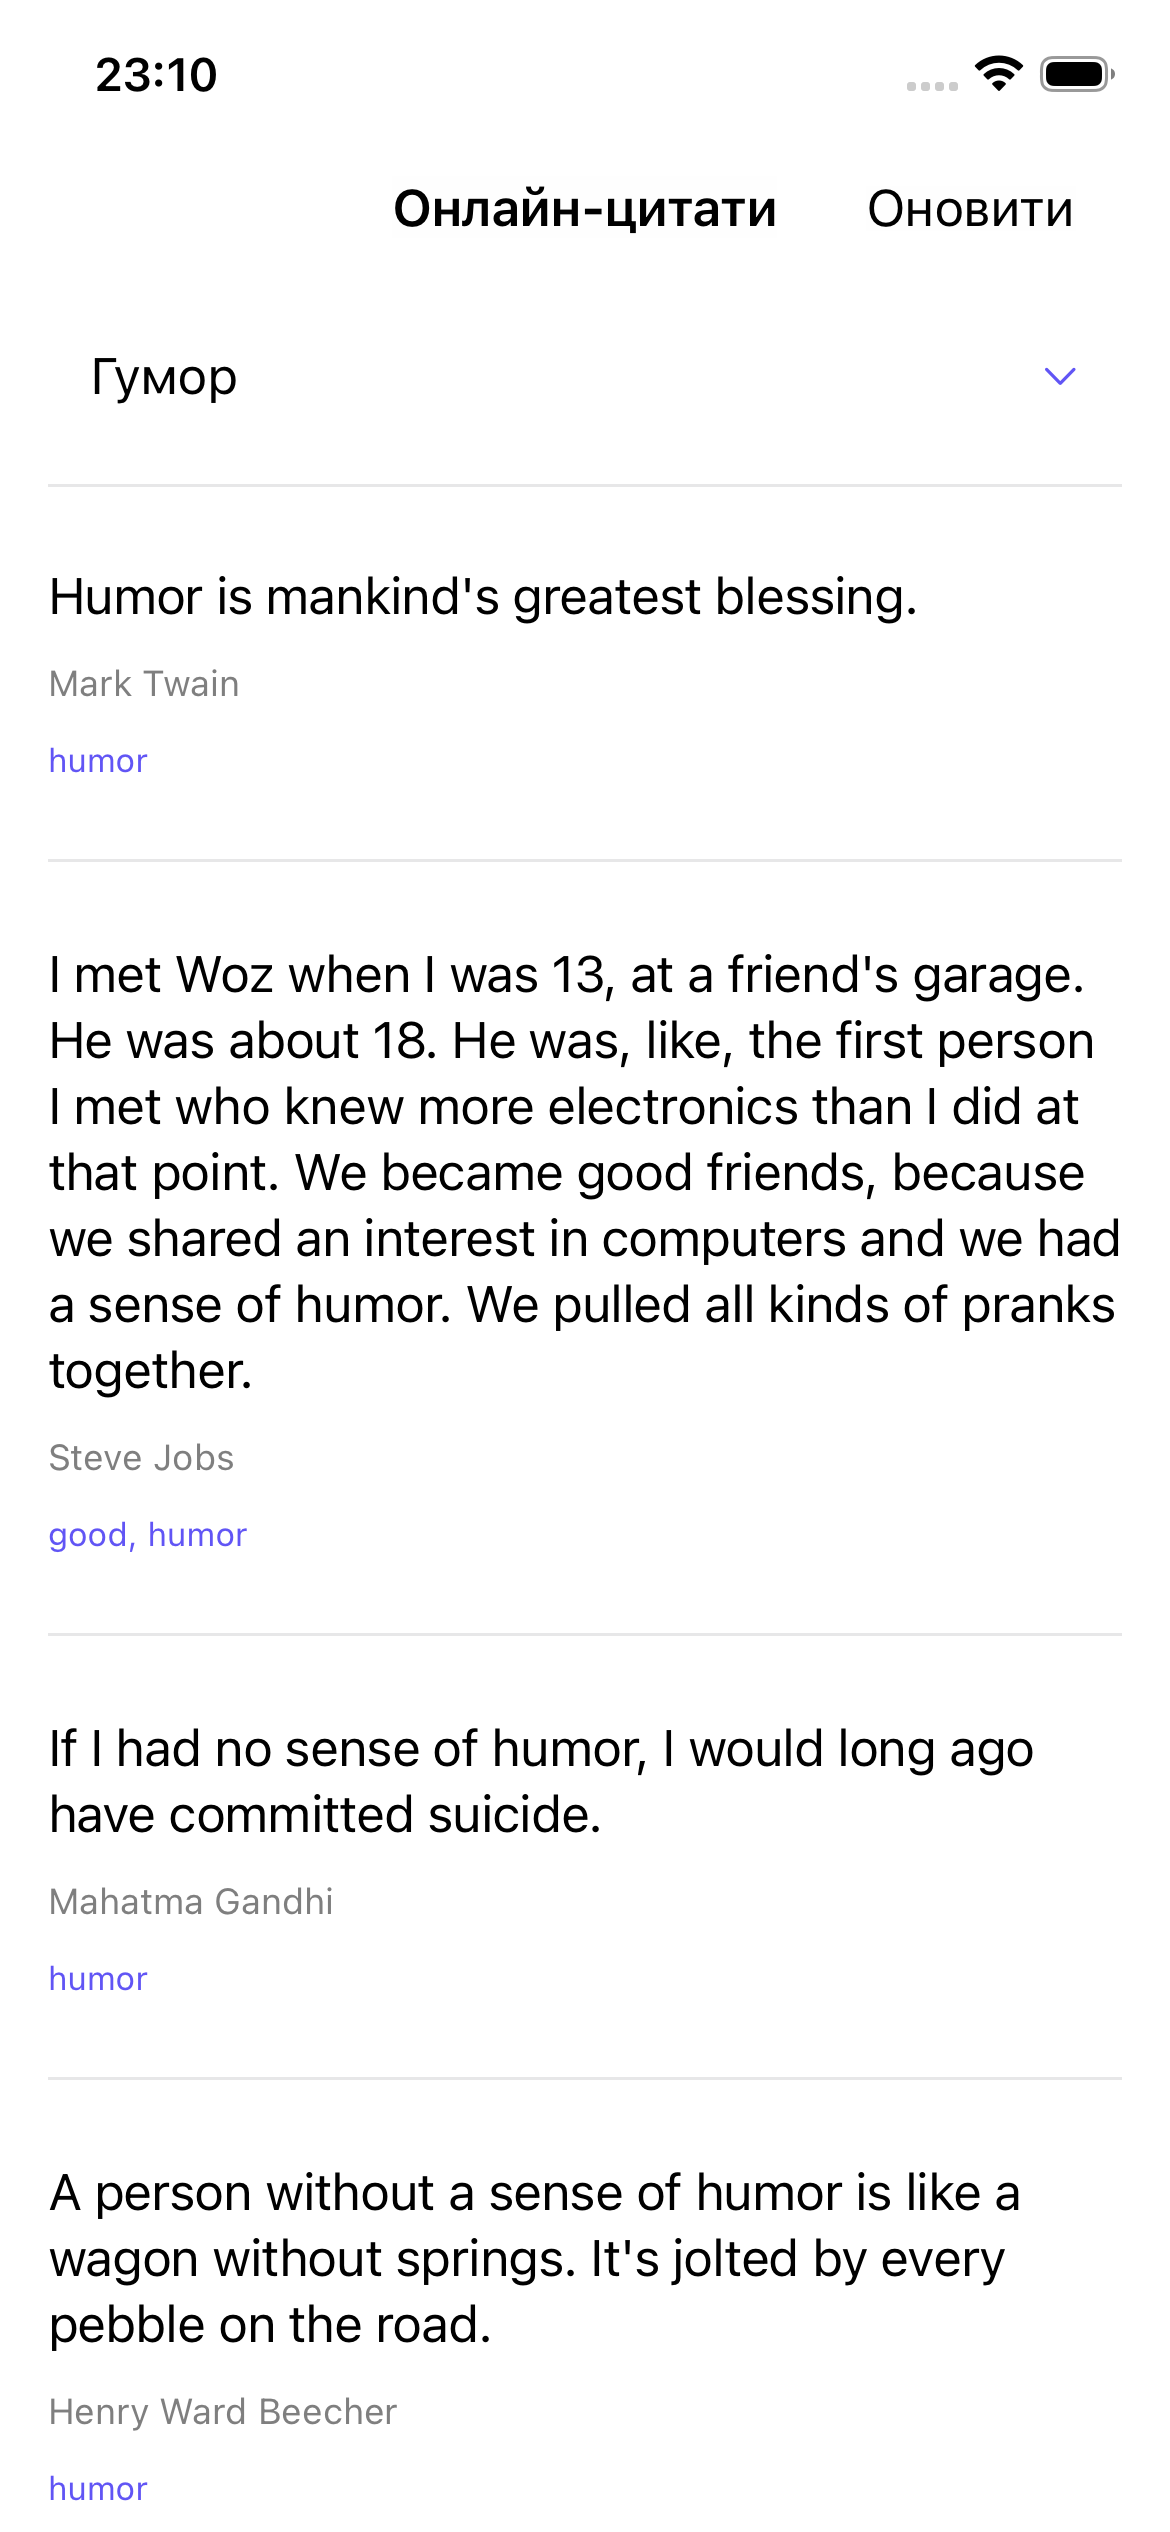 23:10
Онлайн-цитати
Оновити
Гумор
Humor is mankind's greatest blessing.
Mark Twain
humor
I met Woz when I was 13, at a friend's garage.
He was about 18. He was, like, the first person
I met who knew more electronics than I did at
that point. We became good friends, because
we shared an interest in computers and we had
a sense of humor. We pulled all kinds of pranks
together.
Steve Jobs
good, humor
If I had no sense of humor, I would long ago
have committed suicide.
Mahatma Gandhi
humor
A person without a sense of humor is like a
wagon without springs. It's jolted by every
pebble on the road.
Henry Ward Beecher
humor